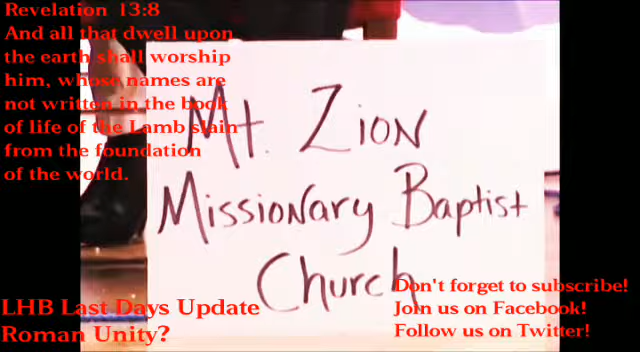 Revelation 13:8
And all that dwell upon
the earth shall worship
him, whose names are
not written in the book
of life of the Lamb slain
from the foundation
of the world.
Mt. Zion
Missionary Baptist
Church
LHB Last Days Update
Roman Unity?
Don't forget to subscribe!
Join us on Facebook!
Follow us on Twitter!